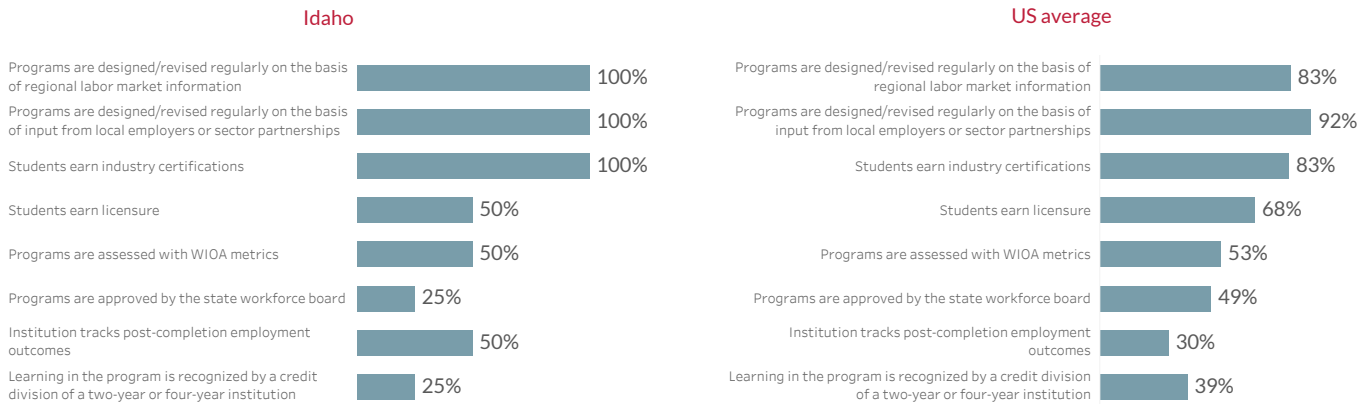 Idaho
Programs are designed/revised regularly on the basis
of regional labor market information
100%
Programs are designed/revised regularly on the basis
of input from local employers or sector partnerships
100%
Students earn industry certifications
100%
Students earn licensure
50%
Programs are assessed with WIOA metrics
50%
Programs are approved by the state workforce board
25%
Institution tracks post-completion employment
outcomes
50%
Learning in the program is recognized by a credit
division of a two-year or four-year institution
25%
US average
Programs are designed/revised regularly on the basis of
regional labor market information
83%
Programs are designed/revised regularly on the basis of
input from local employers or sector partnerships
92%
Students earn industry certifications
83%
Students earn licensure
68%
Programs are assessed with WIOA metrics
53%
Programs are approved by the state workforce board
49%
Institution tracks post-completion employment
outcomes
30%
Learning in the program is recognized by a credit division
of a two-year or four-year institution
39%